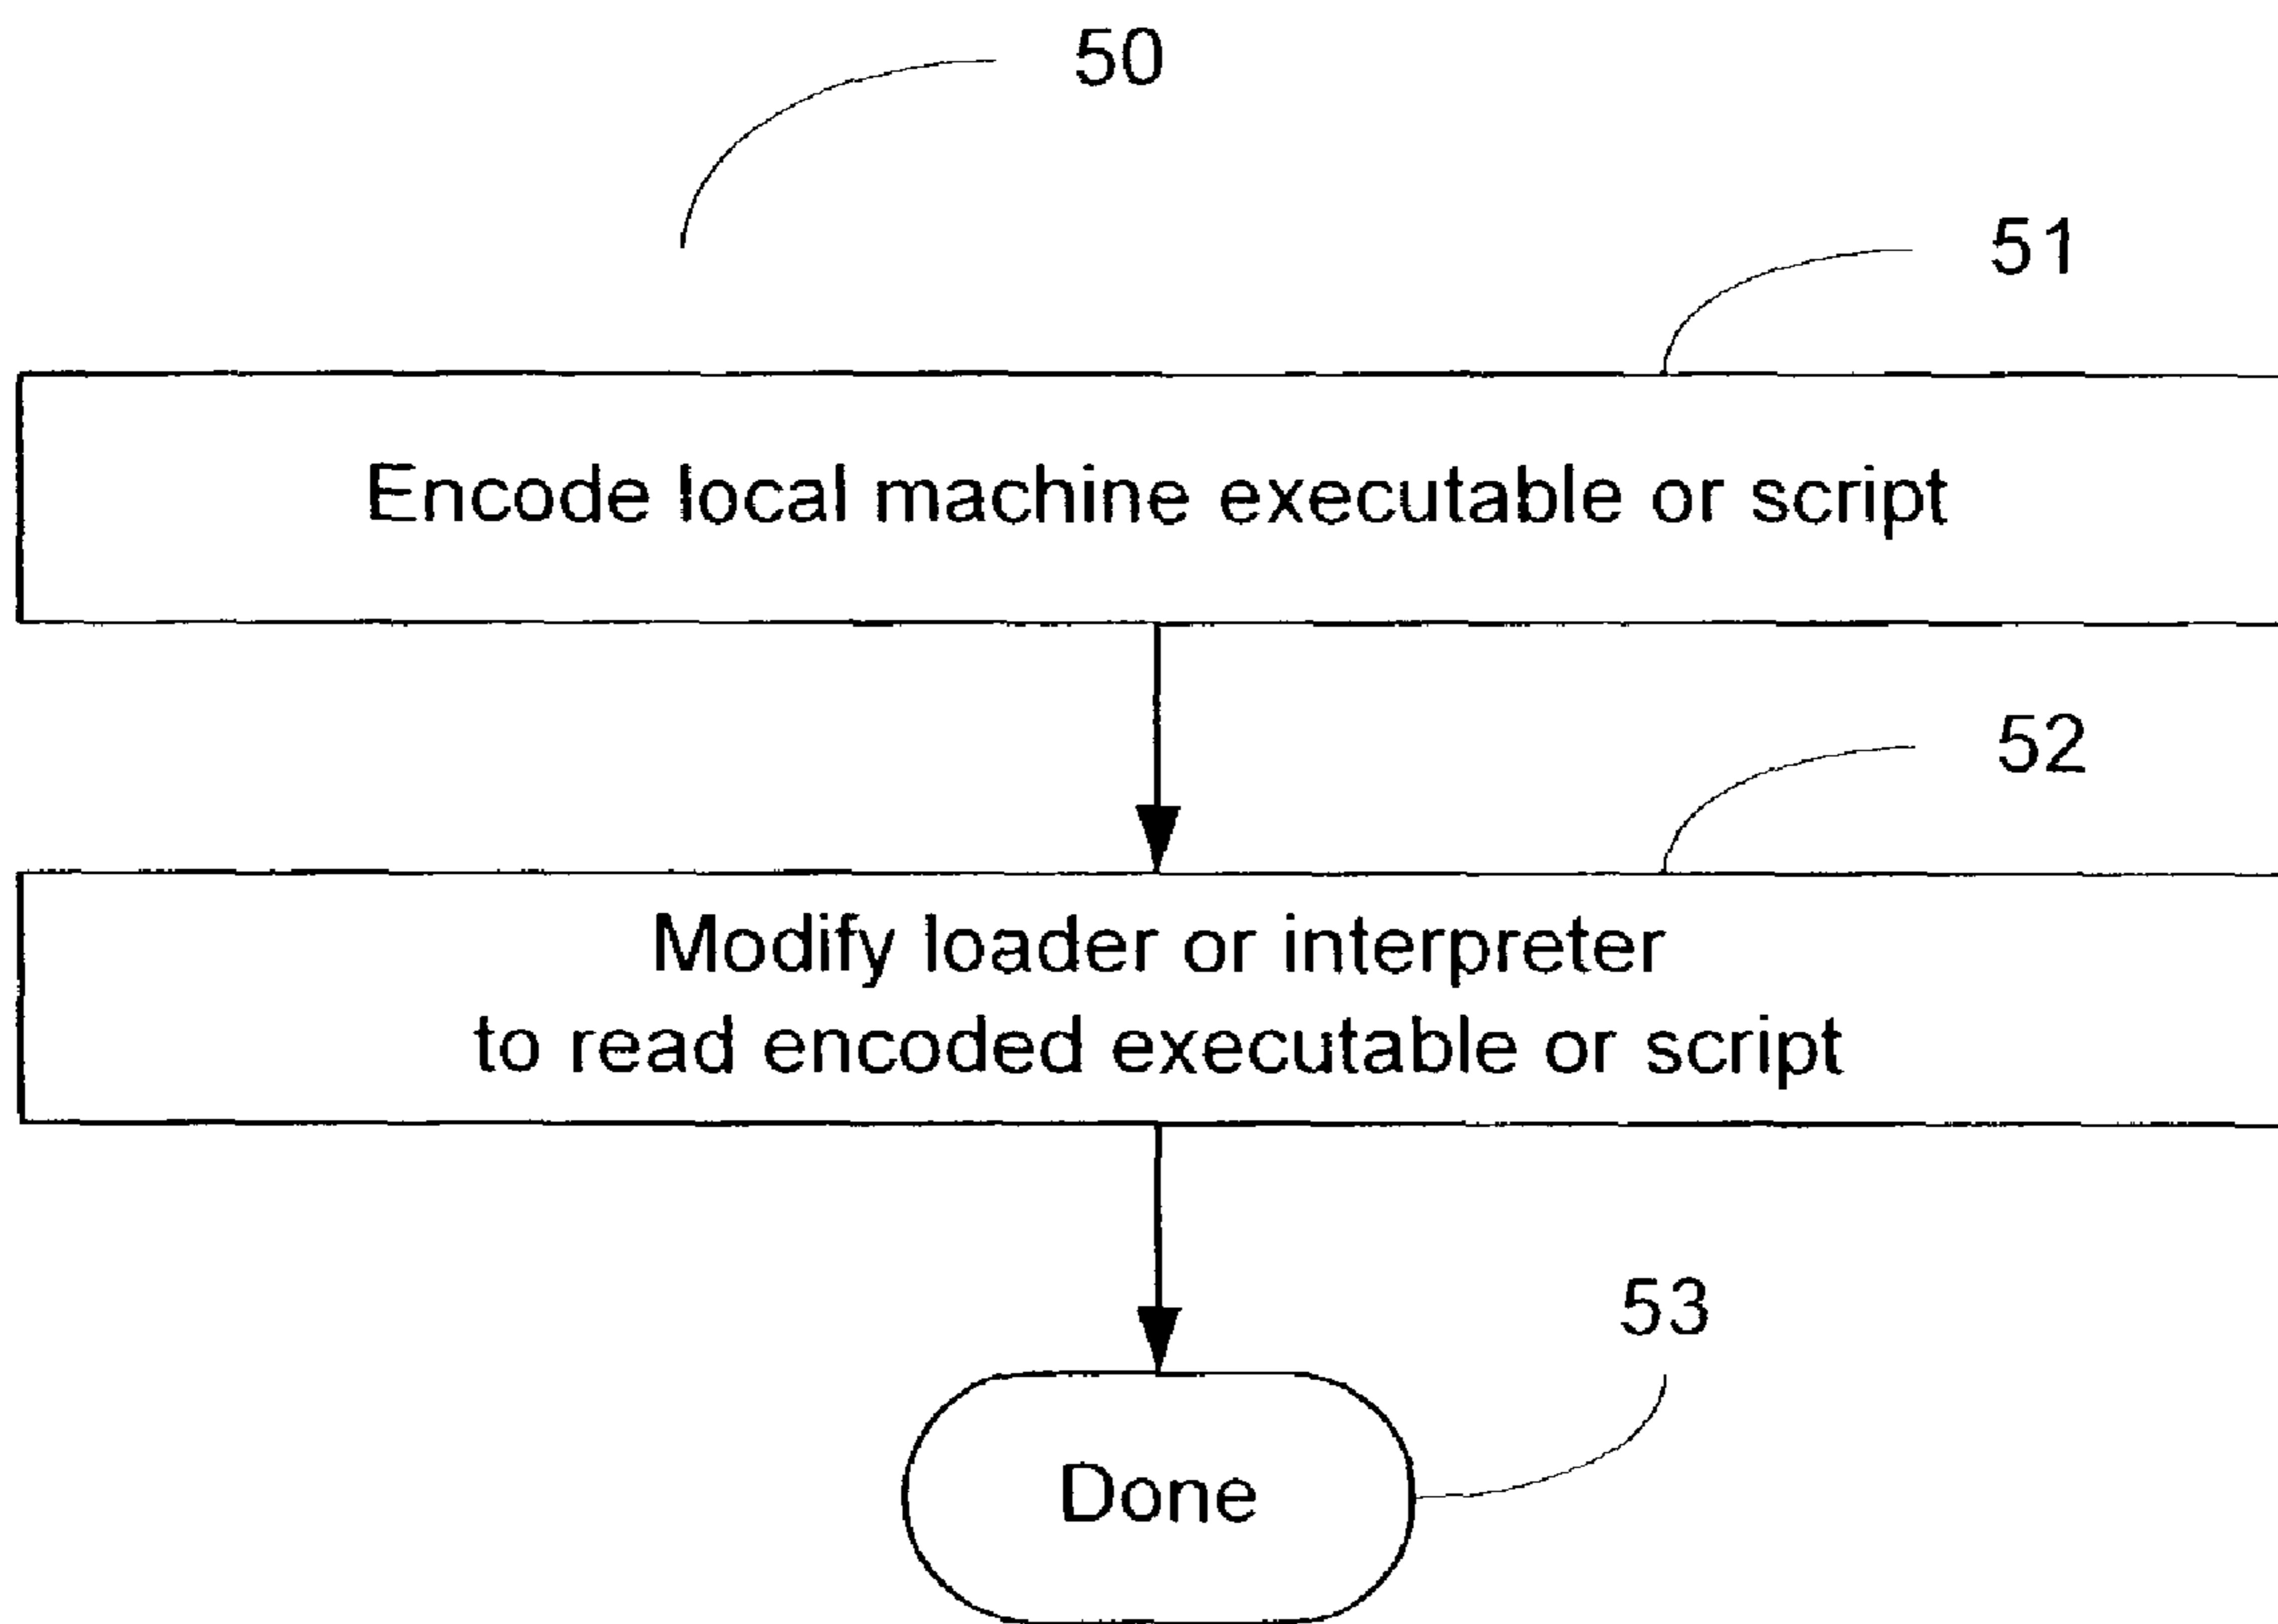 50
51
Encode local machine executable or script
52
Modify loader or interpreter
to read encoded executable or script
53
Done